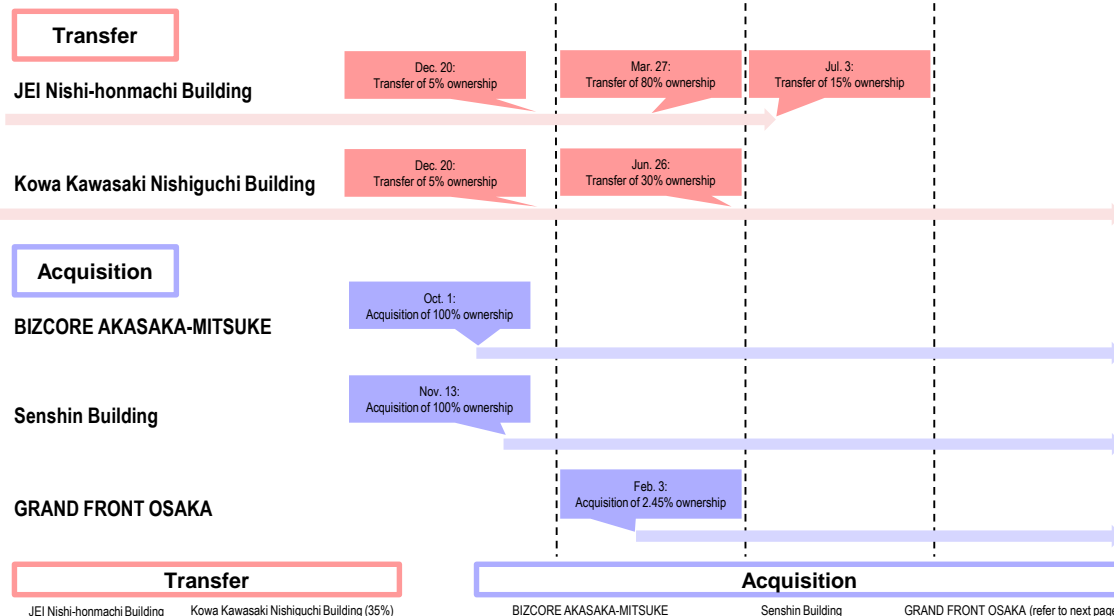 Transfer
JEI Nishi-honmachi Building
Dec. 20:
Transfer of 5% ownership
Mar. 27:
Transfer of 80% ownership
Jul. 3:
Transfer of 15% ownership
Kowa Kawasaki Nishiguchi Building
Dec. 20:
Transfer of 5% ownership
Jun. 26:
Transfer of 30% ownership
Acquisition
BIZCORE AKASAKA-MITSUKE
Oct. 1:
Acquisition of 100% ownership
Senshin Building
Nov. 13:
Acquisition of 100% ownership
GRAND FRONT OSAKA
Feb. 3:
Acquisition of 2.45% ownership
Transfer
Acquisition
JEI Nishi-honmachi Building
Kowa Kawasaki Nishiguchi Building (35%)
BIZCORE AKASAKA-MITSUKE
Senshin Building
GRAND FRONT OSAKA (refer to next page